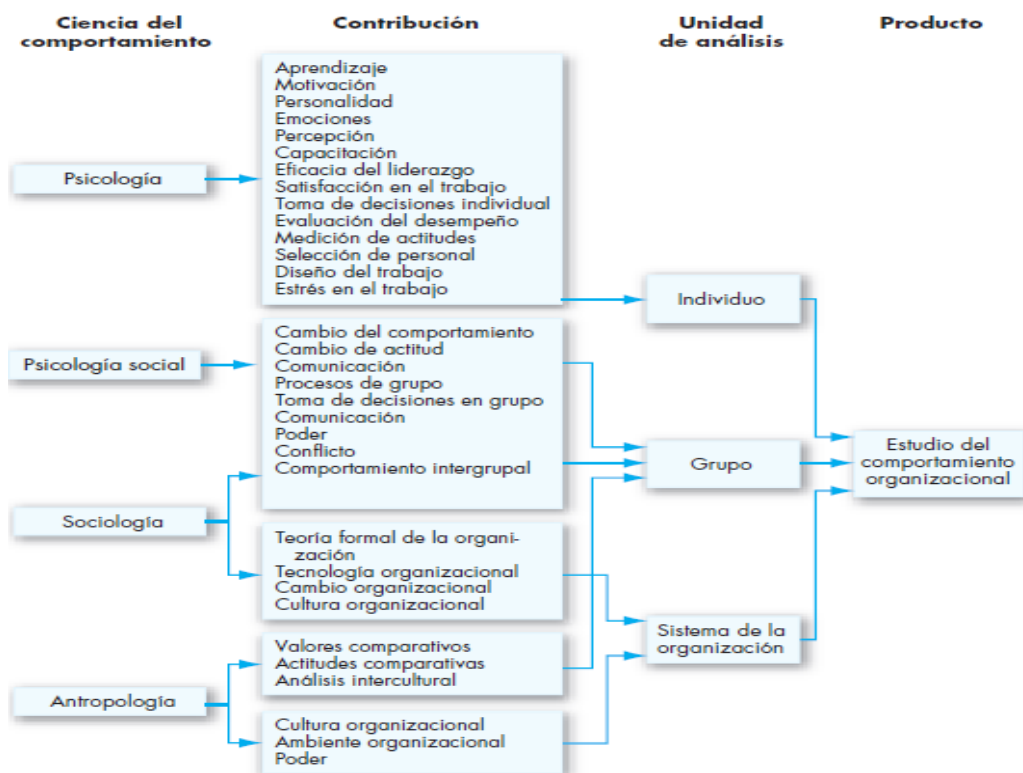 Ciencia del
comportamiento
Contribución
Unidad
de análisis
Producto
Psicología
Aprendizaje
Motivación
Personalidad
Emociones
Percepción
Capacitación
Eficacia del liderazgo
Satisfacción en el trabajo
Toma de decisiones individual
Evaluación del desempeño
Medición de actitudes
Selección de personal
Diseño del trabajo
Estrés en el trabajo
Individuo
Psicología social
Cambio del comportamiento
Cambio de actitud
Comunicación
Procesos de grupo
Toma de decisiones en grupo
Comunicación
Poder
Conflicto
Comportamiento intergrupal
Grupo
Estudio del
comportamiento
organizacional
Sociología
Teoría formal de la organi-
zación
Tecnología organizacional
Cambio organizacional
Cultura organizacional
Sistema de la
organización
Antropología
Valores comparativos
Actitudes comparativas
Análisis intercultural
Cultura organizacional
Ambiente organizacional
Poder